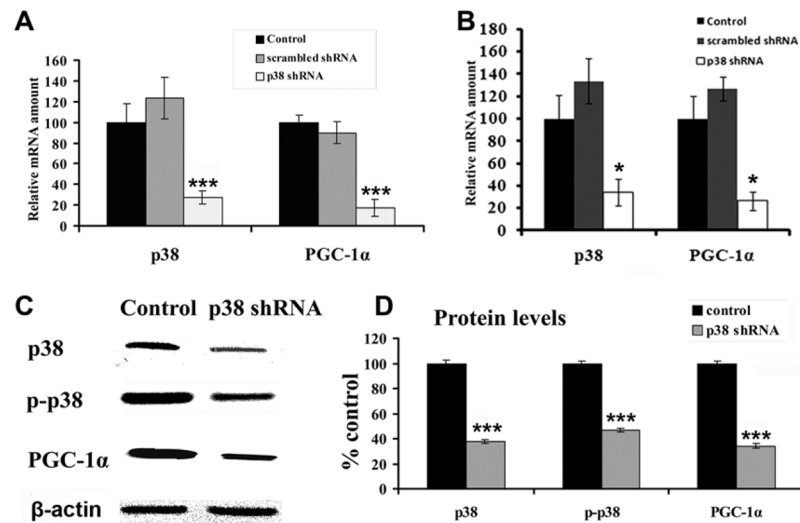 A
Relative mRNA amount
160
140
120
100
80
60
40
20
0
Control
scrambled shRNA
p38 shRNA
***
***
p38
PGC-1α
B
Relative mRNA amount
180
160
140
120
100
80
60
40
20
0
Control
scrambled shRNA
p38 shRNA
*
*
p38
PGC-1α
C
Control p38 shRNA
p38
p-p38
PGC-1α
β-actin
D
Protein levels
control
p38 shRNA
% control
120
100
80
60
40
20
0
***
***
***
p38
p-p38
PGC-1α